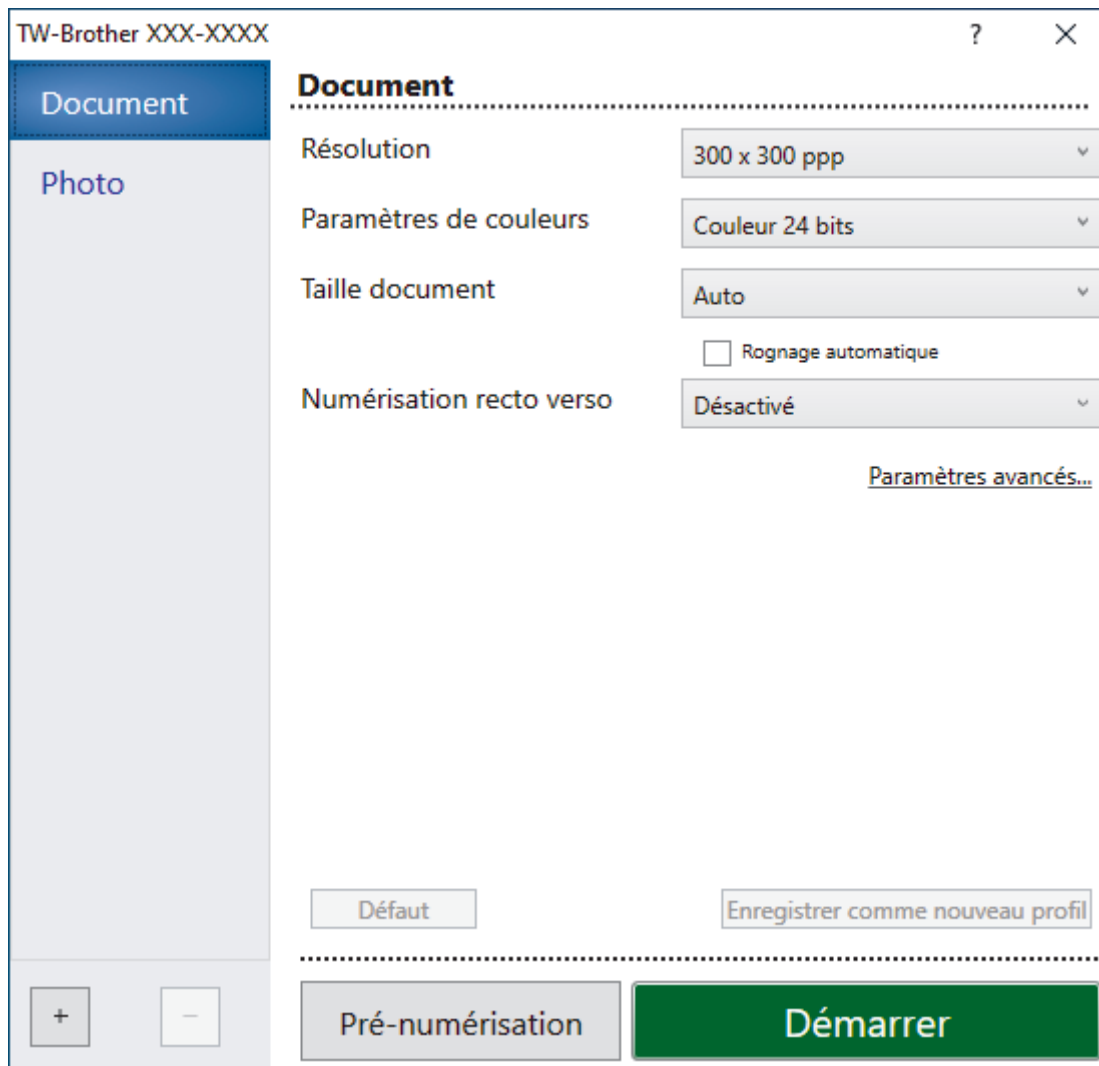 TW-Brother XXX-XXXX
?
Document
Photo
Document
Résolution
300 x 300 ppp
Paramètres de couleurs
Couleur 24 bits
Taille document
Auto
Rognage automatique
Numérisation recto verso
Désactivé
Paramètres avancés...
Défaut
Enregistrer comme nouveau profil
+
−
Pré-numérisation
Démarrer